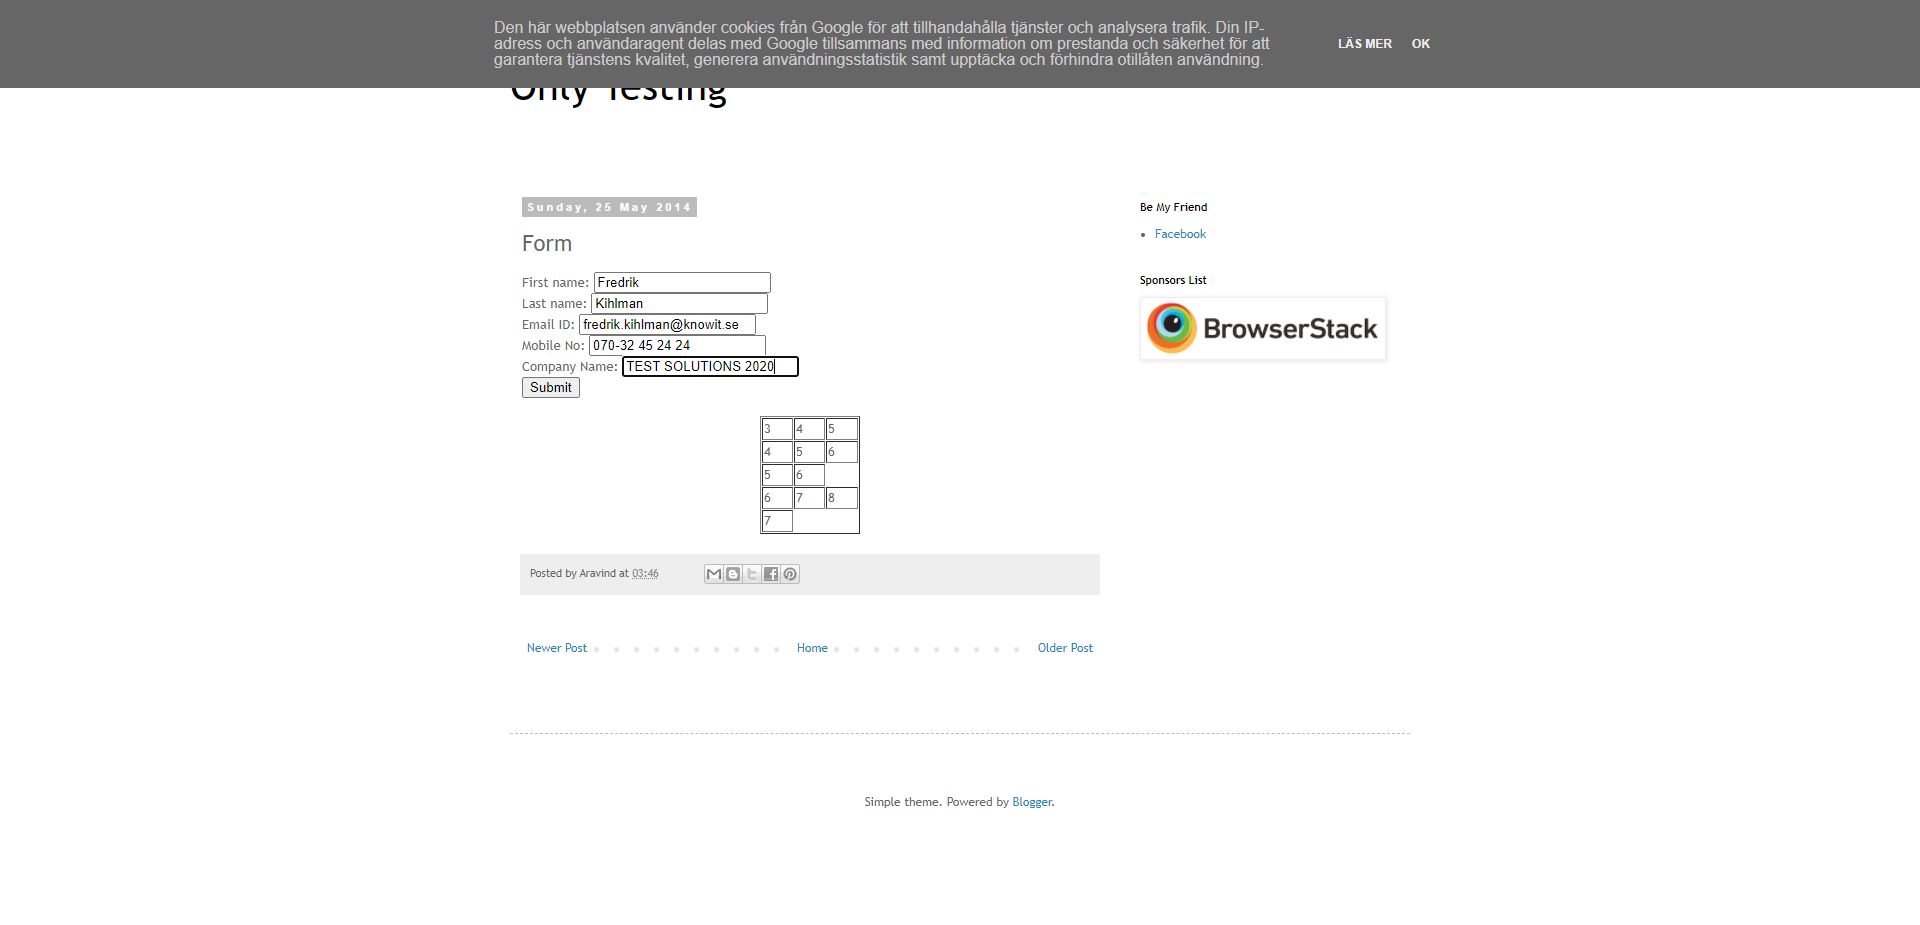 Den här webbplatsen använder cookies från Google för att tillhandahålla tjänster och analysera trafik. Din IP-
adress och användaragent delas med Google tillsammans med information om prestanda och säkerhet för att
garantera tjänstens kvalitet, generera användningsstatistik samt upptäcka och förhindra otillåten användning.
LÄS MER OK
Only Testing
Sunday, 25 May 2014
Form
First name: Fredrik
Last name: Kihlman
Email ID: fredrik.kihlman@knowit.se
Mobile No: 070-32 45 24 24
Company Name: TEST SOLUTIONS 2020
Submit
3 4 5
4 5 6
5 6
6 7 8
7
Posted by Aravind at 03:46
Newer Post Home Older Post
Be My Friend
Facebook
Sponsors List
BrowserStack
Simple theme. Powered by Blogger.